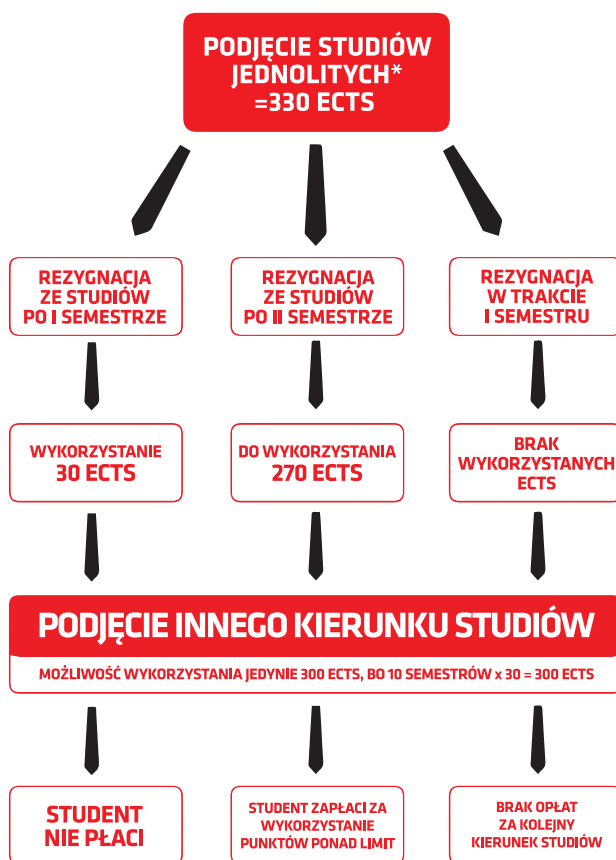 PODJĘCIE STUDIÓW
JEDNOLITYCH*
=330 ECTS
REZYGNACJA
ZE STUDIÓW
PO I SEMESTRZE
REZYGNACJA
ZE STUDIÓW
PO II SEMESTRZE
REZYGNACJA
W TRAKCIE
I SEMESTRU
WYKORZYSTANIE
30 ECTS
DO WYKORZYSTANIA
270 ECTS
BRAK
WYKORZYSTANYCH
ECTS
PODJĘCIE INNEGO KIERUNKU STUDIÓW
MOŻLIWOŚĆ WYKORZYSTANIA JEDYNIE 300 ECTS, BO 10 SEMESTRÓW x 30 = 300 ECTS
STUDENT
NIE PŁACI
STUDENT ZAPŁACI ZA
WYKORZYSTANIE
PUNKTÓW PONAD LIMIT
BRAK OPŁAT
ZA KOLEJNY
KIERUNEK STUDIÓW